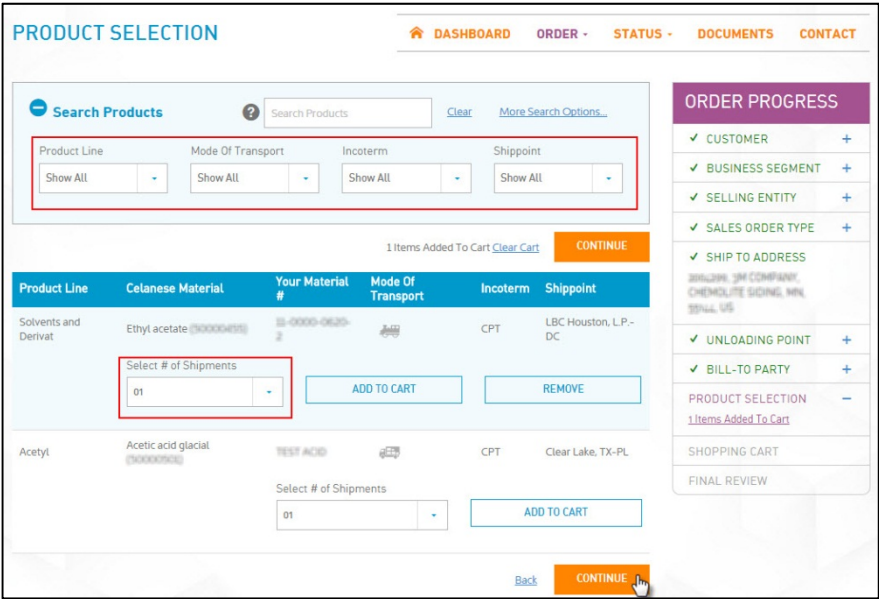 PRODUCT SELECTION
DASHBOARD ORDER STATUS DOCUMENTS CONTACT
Search Products
? Search Products Clear More Search Options...
Product Line Mode Of Transport Incoterm Shippoint
Show All Show All Show All Show All
1 Items Added To Cart Clear Cart CONTINUE
Product Line Celanese Material Your Material # Mode Of Transport Incoterm Shippoint
Solvents and Derivat Ethyl acetate CPT LBC Houston, L.P.-DC
Select # of Shipments
01 ADD TO CART REMOVE
Acetyl Acetic acid glacial TEST ACID CPT Clear Lake, TX-PL
Select # of Shipments
01 ADD TO CART
Back CONTINUE
ORDER PROGRESS
CUSTOMER +
BUSINESS SEGMENT +
SELLING ENTITY +
SALES ORDER TYPE +
SHIP TO ADDRESS
UNLOADING POINT +
BILL-TO PARTY +
PRODUCT SELECTION −
1 Items Added To Cart
SHOPPING CART
FINAL REVIEW